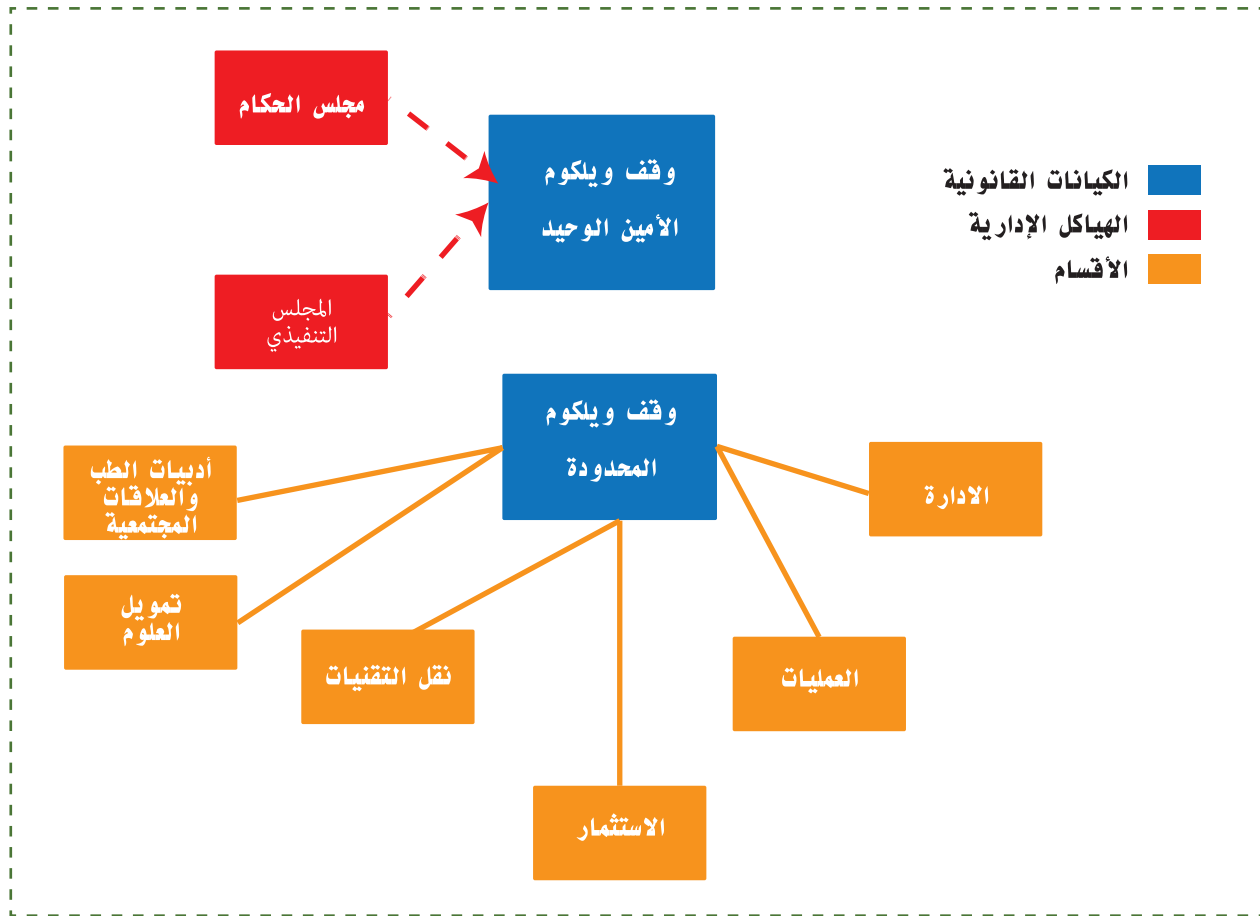 مجلس الحكام
وقف ويلكوم
الأمين الوحيد
الكيانات القانونية
الهياكل الإدارية
الأقسام
المجلس
التنفيذي
وقف ويلكوم
المحدودة
الادارة
أدبيات الطب
والعلاقات
المجتمعية
تمويل
العلوم
نقل التقنيات
العمليات
الاستثمار